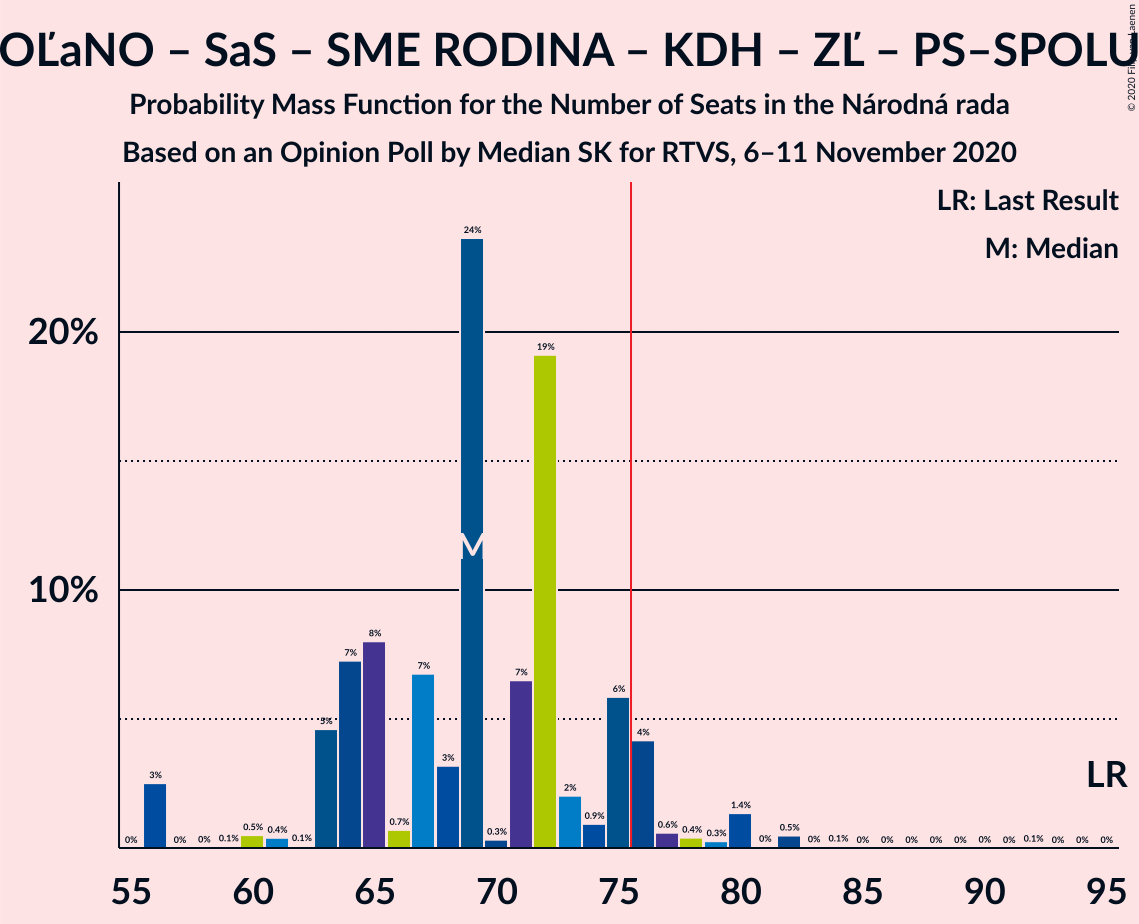 OĽaNO – SaS – SME RODINA – KDH – ZĽ – PS–SPOLU
Probability Mass Function for the Number of Seats in the Národná rada
Based on an Opinion Poll by Median SK for RTVS, 6–11 November 2020
© 2020 Filip van Laenen
LR: Last Result
M: Median
24%
20%
19%
M
10%
8%
7%
7%
7%
6%
5%
4%
3%
3%
LR
2%
1.4%
0% 0% 0% 0.1% 0.5% 0.4% 0.1% 0.7% 0.3% 0.9% 0.6% 0.4% 0.3% 0% 0.5% 0% 0.1% 0% 0% 0% 0% 0% 0% 0% 0.1% 0% 0% 0%
55 60 65 70 75 80 85 90 95